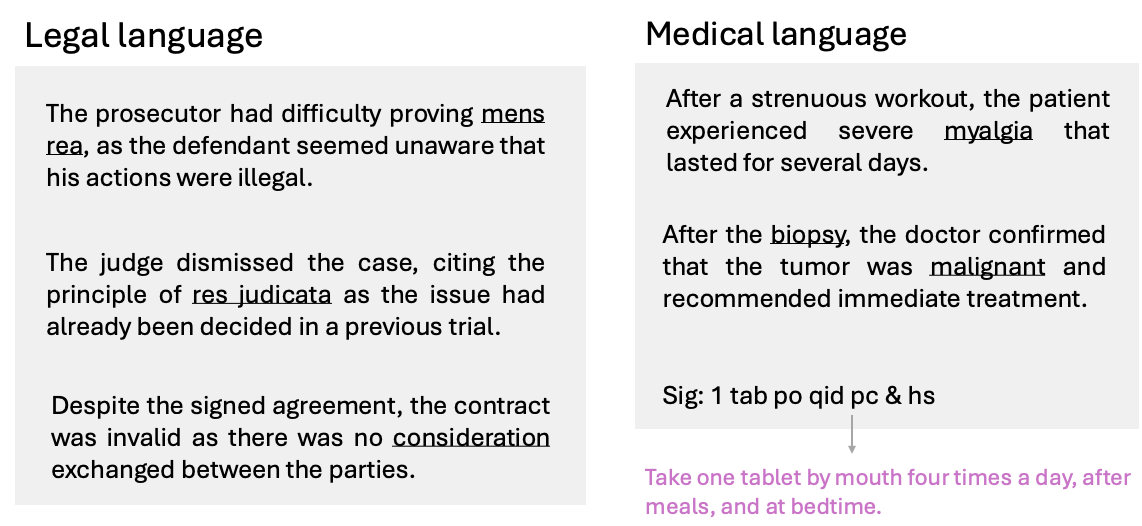 Legal language
The prosecutor had difficulty proving mens
rea, as the defendant seemed unaware that
his actions were illegal.
The judge dismissed the case, citing the
principle of res judicata as the issue had
already been decided in a previous trial.
Despite the signed agreement, the contract
was invalid as there was no consideration
exchanged between the parties.
Medical language
After a strenuous workout, the patient
experienced severe myalgia that
lasted for several days.
After the biopsy, the doctor confirmed
that the tumor was malignant and
recommended immediate treatment.
Sig: 1 tab po qid pc & hs
Take one tablet by mouth four times a day, after
meals, and at bedtime.